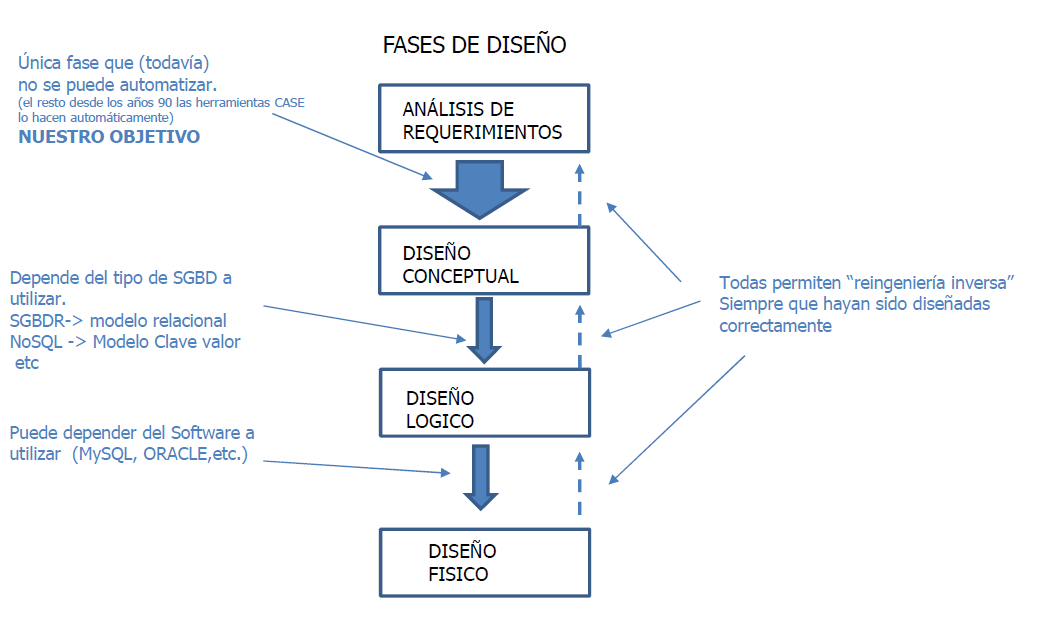 FASES DE DISEÑO
Única fase que (todavía)
no se puede automatizar.
(el resto desde los años 90 las herramientas CASE
lo hacen automáticamente)
NUESTRO OBJETIVO
ANÁLISIS DE
REQUERIMIENTOS
DISEÑO
CONCEPTUAL
Depende del tipo de SGBD a
utilizar.
SGBDR-> modelo relacional
NoSQL -> Modelo Clave valor
etc
Todas permiten “reingeniería inversa”
Siempre que hayan sido diseñadas
correctamente
DISEÑO
LOGICO
Puede depender del Software a
utilizar (MySQL, ORACLE,etc.)
DISEÑO
FISICO